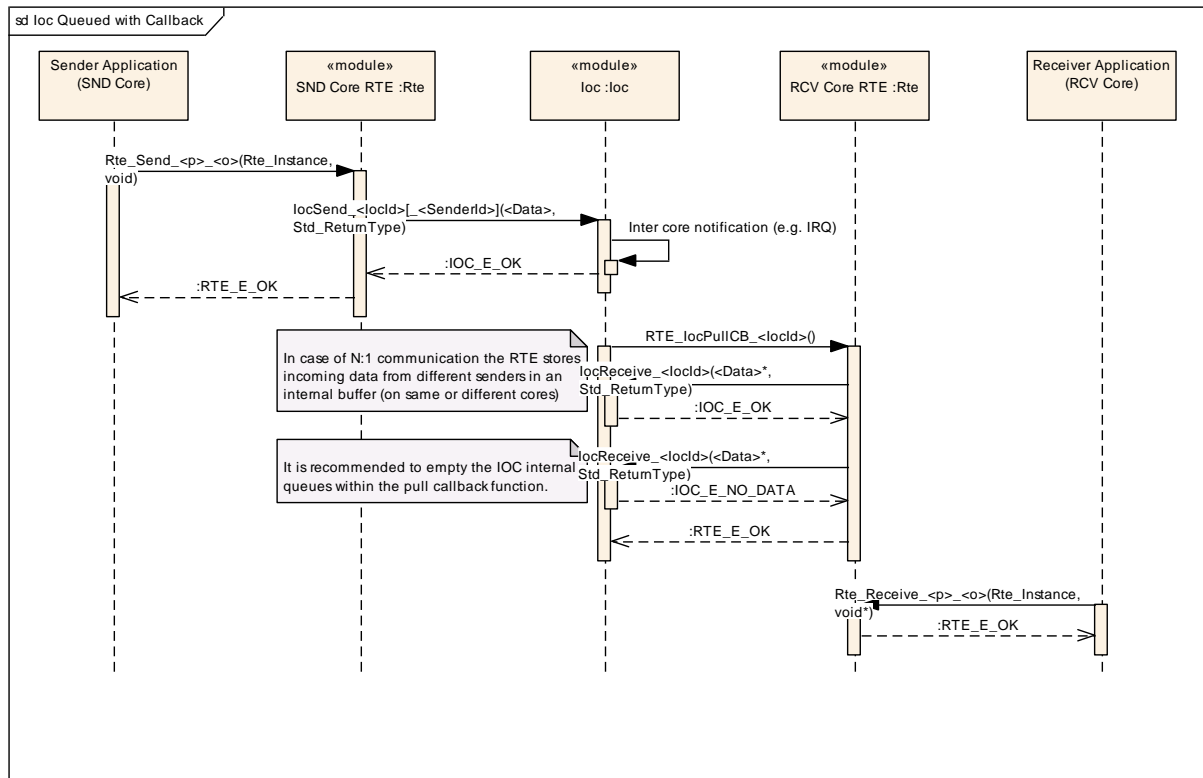 sd Ioc Queued with Callback
Sender Application
(SND Core)
«module»
SND Core RTE :Rte
«module»
Ioc :Ioc
«module»
RCV Core RTE :Rte
Receiver Application
(RCV Core)
Rte_Send_<p>_<o>(Rte_Instance,
void)
IocSend_<IocId>[_<SenderId>](<Data>,
Std_ReturnType)
Inter core notification (e.g. IRQ)
:IOC_E_OK
:RTE_E_OK
RTE_IocPullCB_<IocId>()
In case of N:1 communication the RTE stores
incoming data from different senders in an
internal buffer (on same or different cores)
IocReceive_<IocId>(<Data>*,
Std_ReturnType)
:IOC_E_OK
It is recommended to empty the IOC internal
queues within the pull callback function.
IocReceive_<IocId>(<Data>*,
Std_ReturnType)
:IOC_E_NO_DATA
:RTE_E_OK
Rte_Receive_<p>_<o>(Rte_Instance,
void*)
:RTE_E_OK